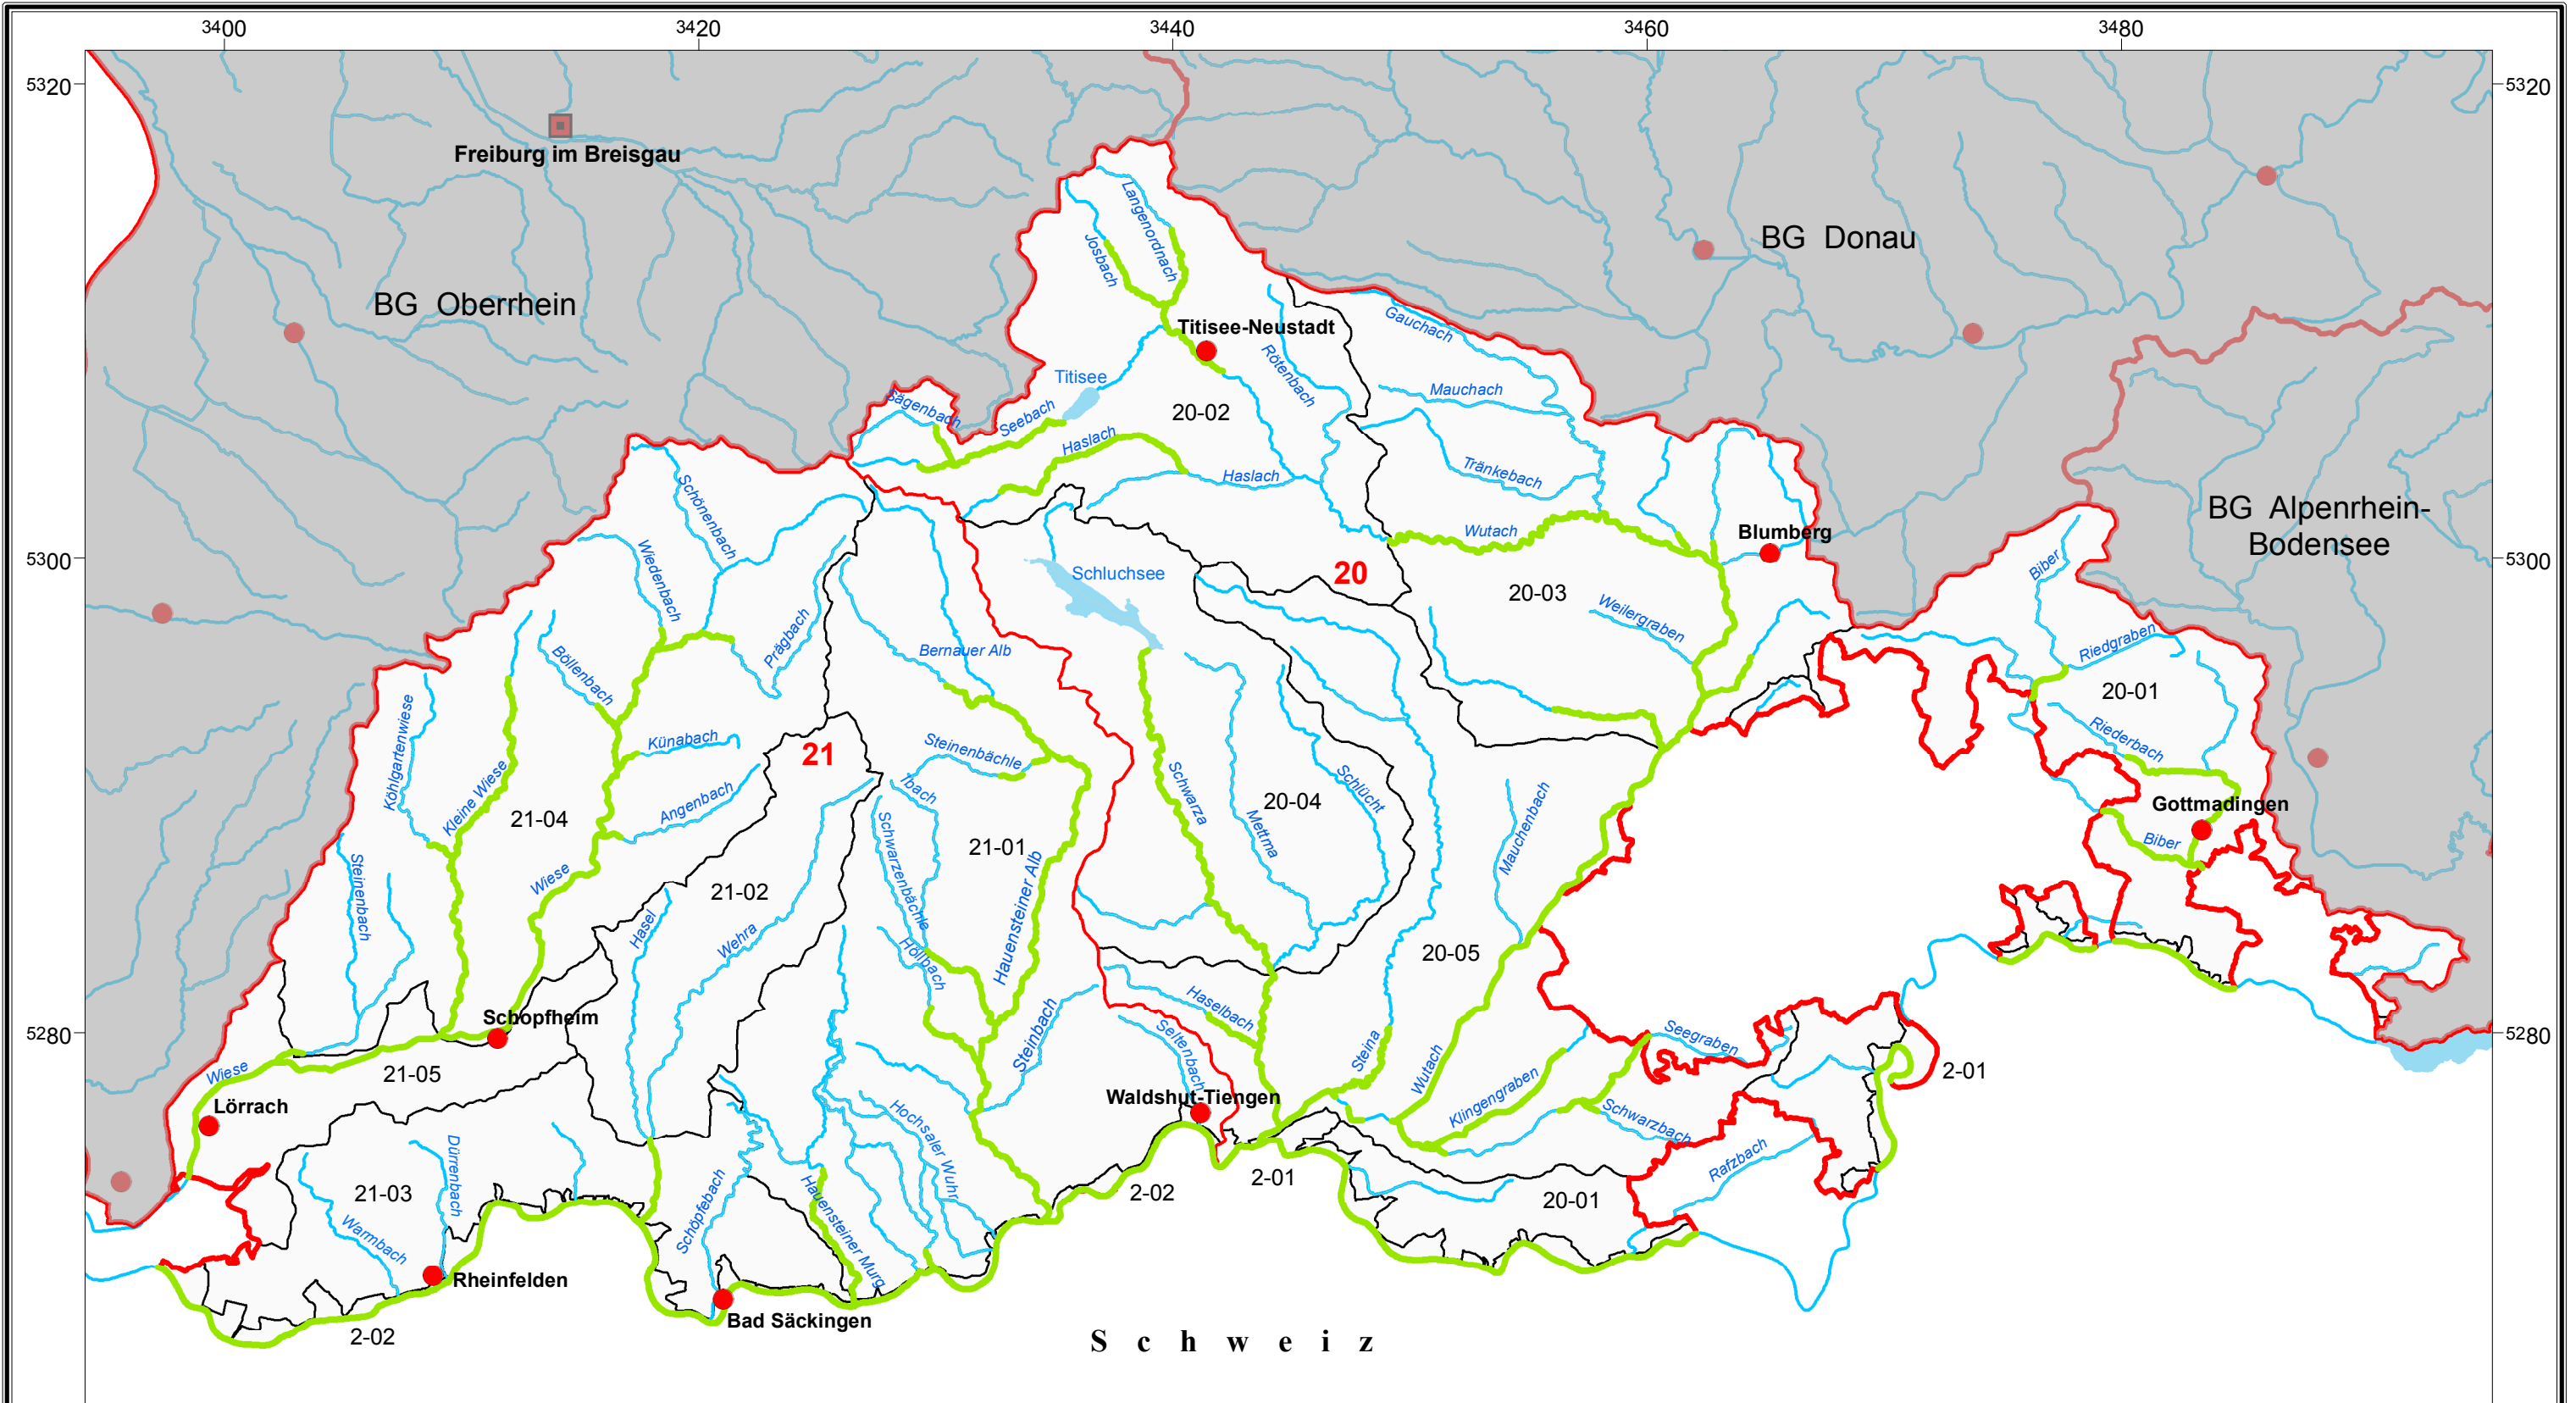 3400
3420
3440
3460
3480
5320
5320
Freiburg im Breisgau
BG Donau
BG Oberrhein
Langenordnach
Josbach
Titisee-Neustadt
Gauchach
Rötenbach
Titisee
Mauchach
Sägenbach
Seebach
20-02
Haslach
Haslach
Tränkebach
Schönenbach
BG Alpenrhein-
Bodensee
Wutach
Blumberg
5300
5300
Wiedenbach
Schluchsee
20
Biber
20-03
Weilergraben
Prägbach
Bernauer Alb
Riedgraben
Böllenbach
20-01
Köhlgartenwiese
Künabach
21
Steinenbächle
Riederbach
Kleine Wiese
Angenbach
Ibach
Schwarza
Schlücht
20-04
Mauchenbach
Gottmadingen
21-04
Mettma
Biber
21-01
Schwarzenbächle
Steinenbach
Wiese
21-02
Hauensteiner Alb
Hasel
Wehra
Höllbach
20-05
Haselbach
Schopfheim
Steinbach
Seltenbach
Steina
Seegraben
5280
5280
Wiese
21-05
Wutach
2-01
Klingengraben
Lörrach
Waldshut-Tiengen
Hochsaler Wuhr
Schwarzbach
Dürrenbach
Rafzbach
21-03
2-02
2-01
20-01
Warmbach
Schöpfebach
Hauensteiner Murg
Rheinfelden
Bad Säckingen
2-02
Schweiz